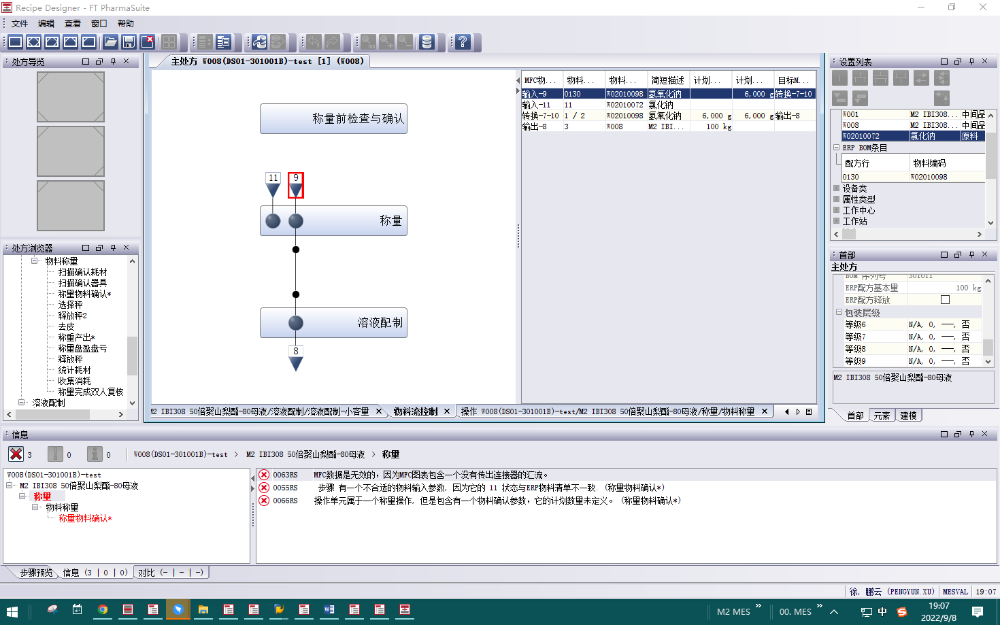 Recipe Designer - FT PharmaSuite
文件 编辑 查看 窗口 帮助
处方导览
主处方 W008(DS01-301001B)-test [1] (W008)
设置列表
称量前检查与确认
11 9
称量
溶液配制
8
MFC物... 物料... 物料... 简短描述 计划... 计划... 目标M...
输入-9 0130 W02010098 氢氧化钠 6,000 g 转换-7-10
输入-11 11 W02010072 氯化钠
转换-7-10 1 / 2 W02010098 氢氧化钠 6,000 g 6,000 g 输出-8
输出-8 3 W008 M2 IBI... 100 kg
W001 M2 IBI308... 中间品
W008 M2 IBI308... 中间品
W02010072 氯化钠 原料
ERP BOM条目
配方行 物料编码
0130 W02010098
设备类
属性类型
工作中心
工作站
处方浏览器
物料称量
扫描确认耗材
扫描确认器具
称量物料确认*
选择秤
释放秤2
去皮
称重产出*
称量盘盈盘亏
释放秤
统计耗材
收集消耗
称量完成双人复核
溶液配制
首部
主处方
BOM 序列号 301011
ERP配方基本量 100 kg
ERP配方释放
包装层级
等级6 N/A, 0, ——, 否
等级7 N/A, 0, ——, 否
等级8 N/A, 0, ——, 否
等级9 N/A, 0, ——, 否
M2 IBI308 50倍聚山梨酯-80母液
首部 元素 建模
M2 IBI308 50倍聚山梨酯-80母液/溶液配制/溶液配制-小容量 物料流控制 操作 W008(DS01-301001B)-test/M2 IBI308 50倍聚山梨酯-80母液/称量/物料称量
信息
3 0 0 W008(DS01-301001B)-test > M2 IBI308 50倍聚山梨酯-80母液 > 称量
W008(DS01-301001B)-test
M2 IBI308 50倍聚山梨酯-80母液
称量
物料称量
称量物料确认*
0063RS MFC数据是无效的，因为MFC图表包含一个没有传出连接器的汇流。
0055RS 步骤 有一个不合适的物料输入参数, 因为它的 11 状态与ERP物料清单不一致. (称量物料确认*)
0066RS 操作单元属于一个称量操作, 但是包含有一个物料确认参数，它的计划数量未定义。 (称量物料确认*)
步骤预览 信息 (3 | 0 | 0) 对比 (- | - | -)
徐, 鹏云 (PENGYUN.XU) MESVAL 19:07
M2 MES » 00. MES » 中 19:07
2022/9/8